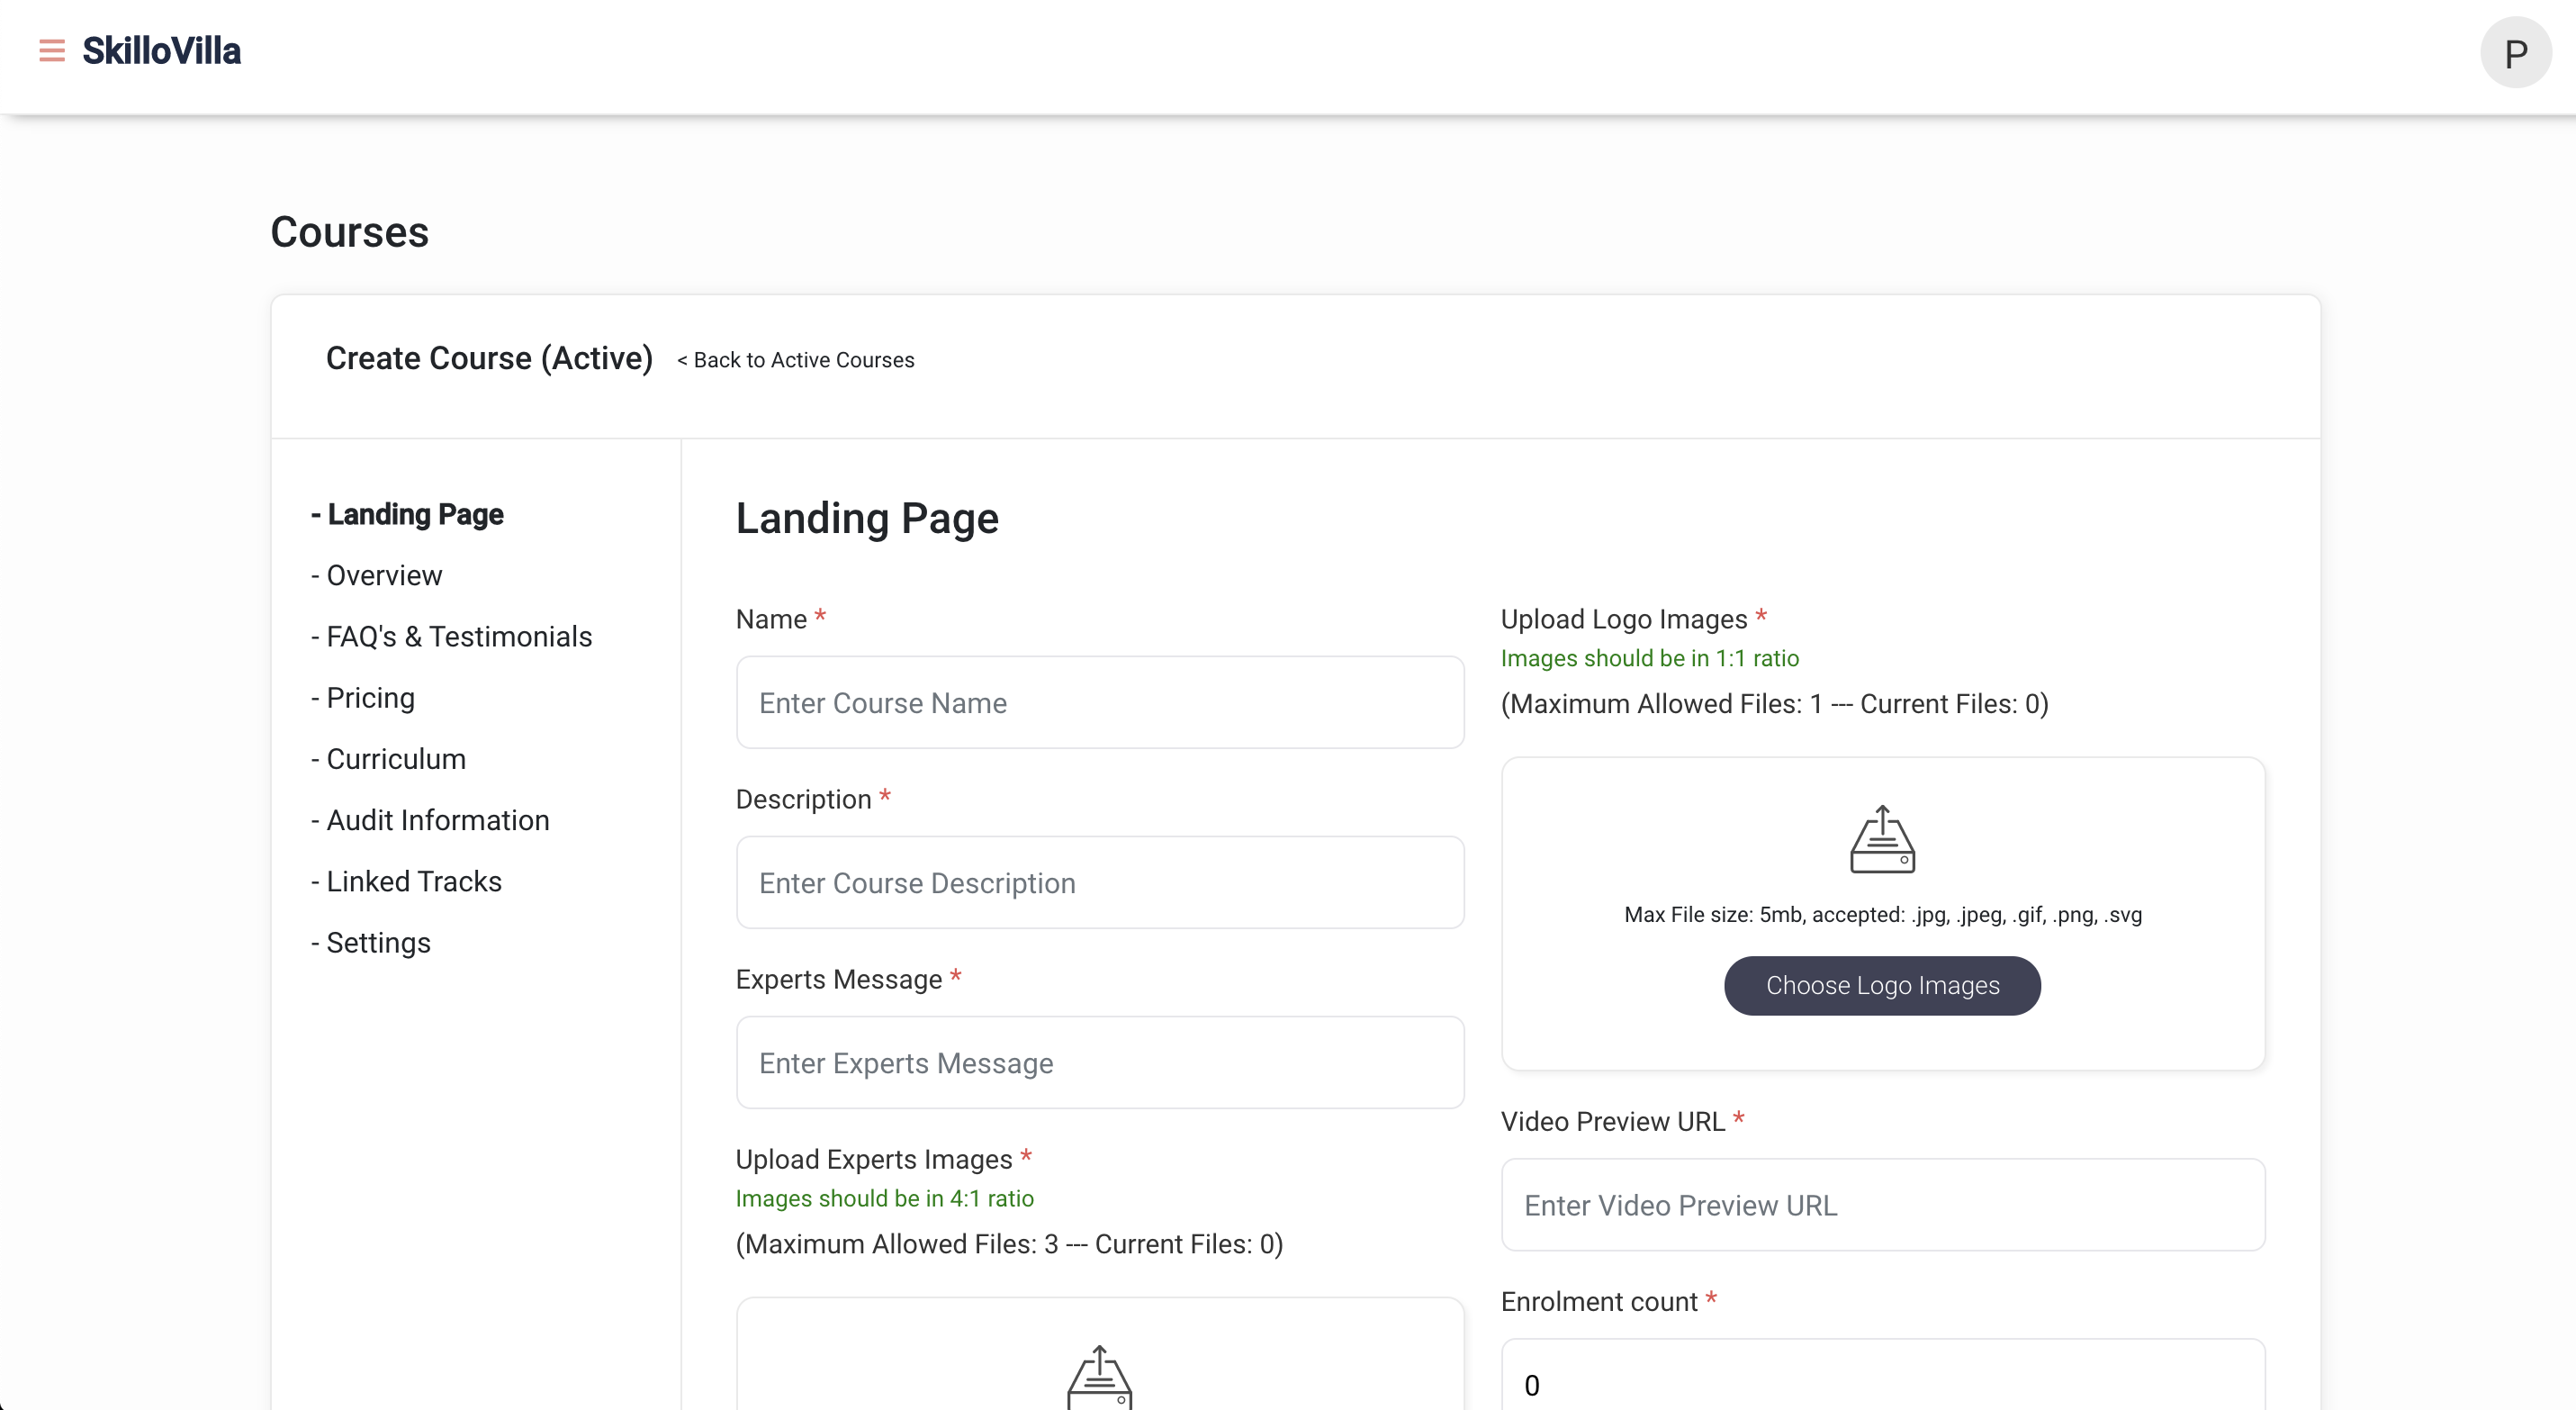 SkilloVilla
P
Courses
Create Course (Active) < Back to Active Courses
- Landing Page
- Overview
- FAQ's & Testimonials
- Pricing
- Curriculum
- Audit Information
- Linked Tracks
- Settings
Landing Page
Name *
Enter Course Name
Description *
Enter Course Description
Experts Message *
Enter Experts Message
Upload Experts Images *
Images should be in 4:1 ratio
(Maximum Allowed Files: 3 --- Current Files: 0)
Upload Logo Images *
Images should be in 1:1 ratio
(Maximum Allowed Files: 1 --- Current Files: 0)
Max File size: 5mb, accepted: .jpg, .jpeg, .gif, .png, .svg
Choose Logo Images
Video Preview URL *
Enter Video Preview URL
Enrolment count *
0